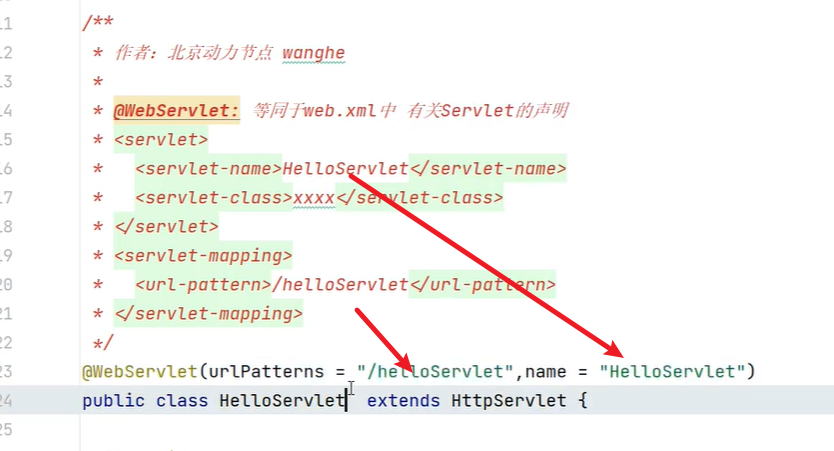 11 /**
12 * 作者：北京动力节点 wanghe
13 *
14 * @WebServlet: 等同于web.xml中 有关Servlet的声明
15 * <servlet>
16 * <servlet-name>HelloServlet</servlet-name>
17 * <servlet-class>xxxx</servlet-class>
18 * </servlet>
19 * <servlet-mapping>
20 * <url-pattern>/helloServlet</url-pattern>
21 * </servlet-mapping>
22 */
23 @WebServlet(urlPatterns = "/helloServlet",name = "HelloServlet")
24 public class HelloServlet extends HttpServlet {
25